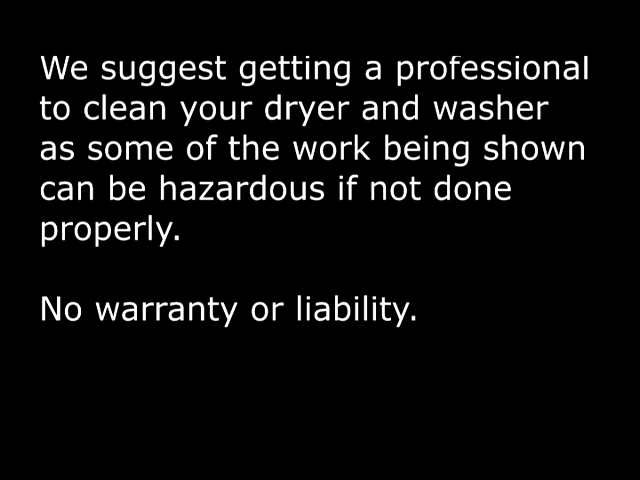 We suggest getting a professional
to clean your dryer and washer
as some of the work being shown
can be hazardous if not done
properly.
No warranty or liability.